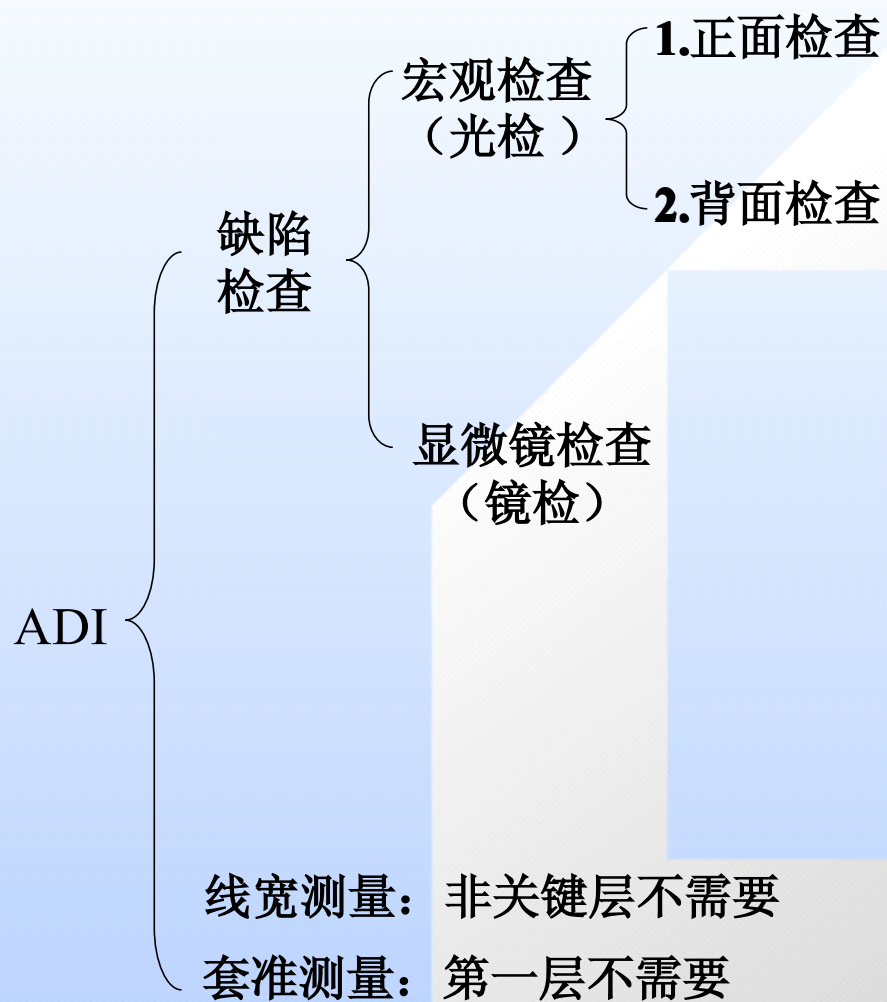 ADI
缺陷
检查
宏观检查
（光检 ）
1.正面检查
2.背面检查
显微镜检查
（镜检）
线宽测量：非关键层不需要
套准测量：第一层不需要